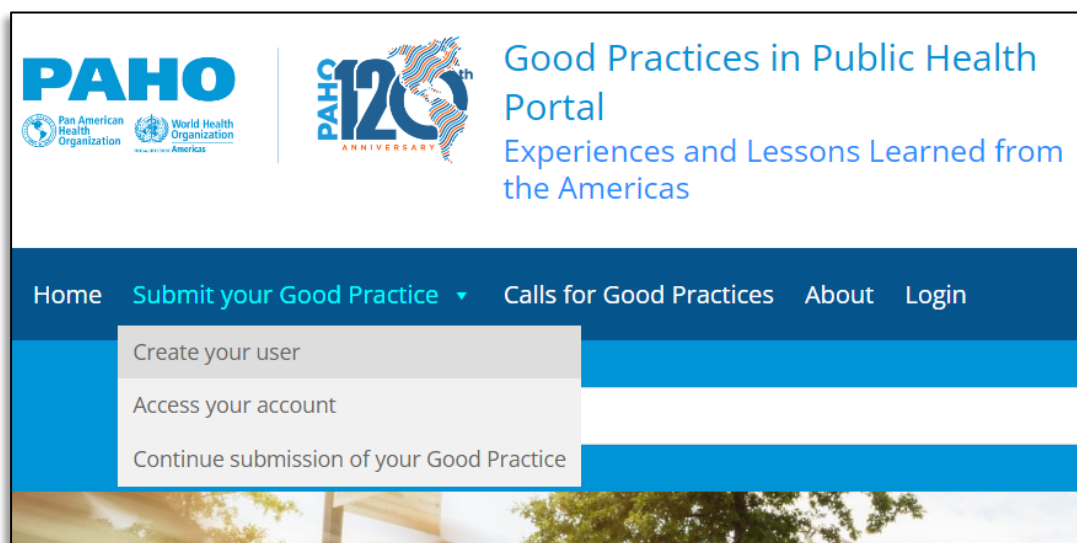 PAHO
Pan American
Health
Organization
World Health
Organization
Americas
PAHO
120th
ANNIVERSARY
Good Practices in Public Health
Portal
Experiences and Lessons Learned from
the Americas
Home Submit your Good Practice Calls for Good Practices About Login
Create your user
Access your account
Continue submission of your Good Practice